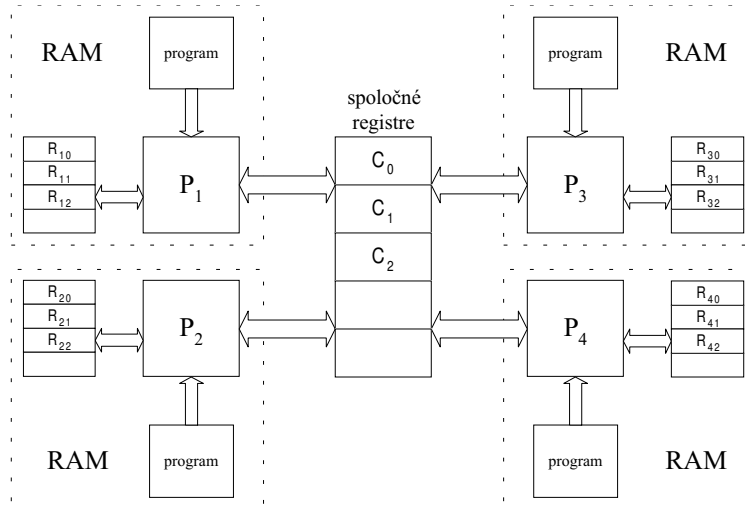 RAM
program
R10
R11
R12
P1
RAM
program
P3
R30
R31
R32
spoločné
registre
C0
C1
C2
R20
R21
R22
P2
program
RAM
P4
R40
R41
R42
program
RAM